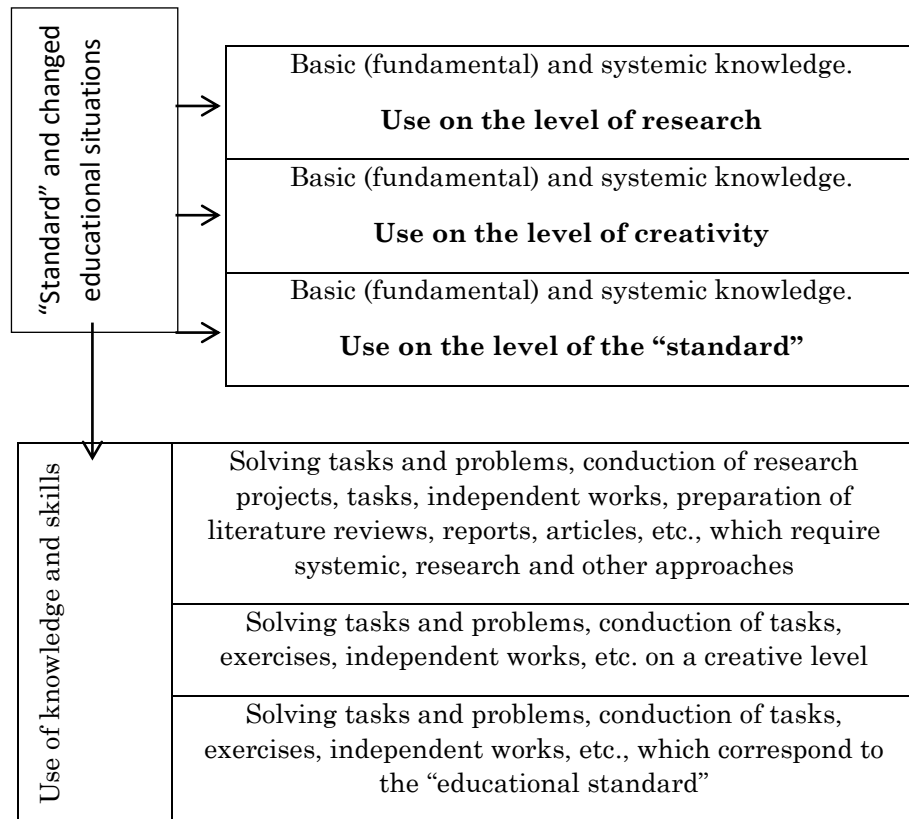 “Standard” and changed
educational situations
Basic (fundamental) and systemic knowledge.
Use on the level of research
Basic (fundamental) and systemic knowledge.
Use on the level of creativity
Basic (fundamental) and systemic knowledge.
Use on the level of the “standard”
Use of knowledge and skills
Solving tasks and problems, conduction of research
projects, tasks, independent works, preparation of
literature reviews, reports, articles, etc., which require
systemic, research and other approaches
Solving tasks and problems, conduction of tasks,
exercises, independent works, etc. on a creative level
Solving tasks and problems, conduction of tasks,
exercises, independent works, etc., which correspond to
the “educational standard”